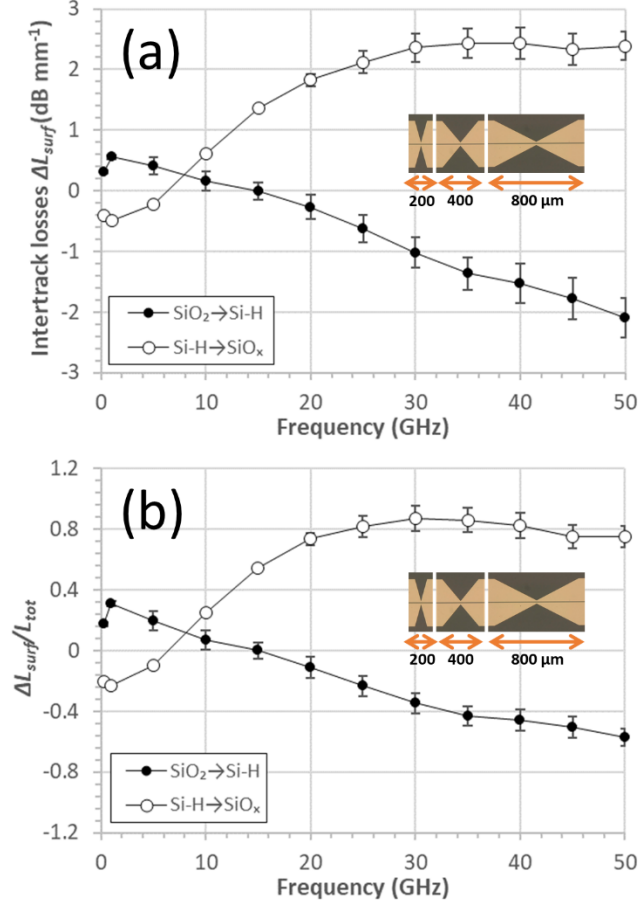 (a)
Intertrack losses ΔL_surf (dB mm⁻¹)
3
2
1
0
-1
-2
-3
200 400 800 µm
SiO₂→Si-H
Si-H→SiOₓ
0 10 20 30 40 50
Frequency (GHz)
(b)
ΔL_surf/L_tot
1.2
0.8
0.4
0
-0.4
-0.8
-1.2
200 400 800 µm
SiO₂→Si-H
Si-H→SiOₓ
0 10 20 30 40 50
Frequency (GHz)